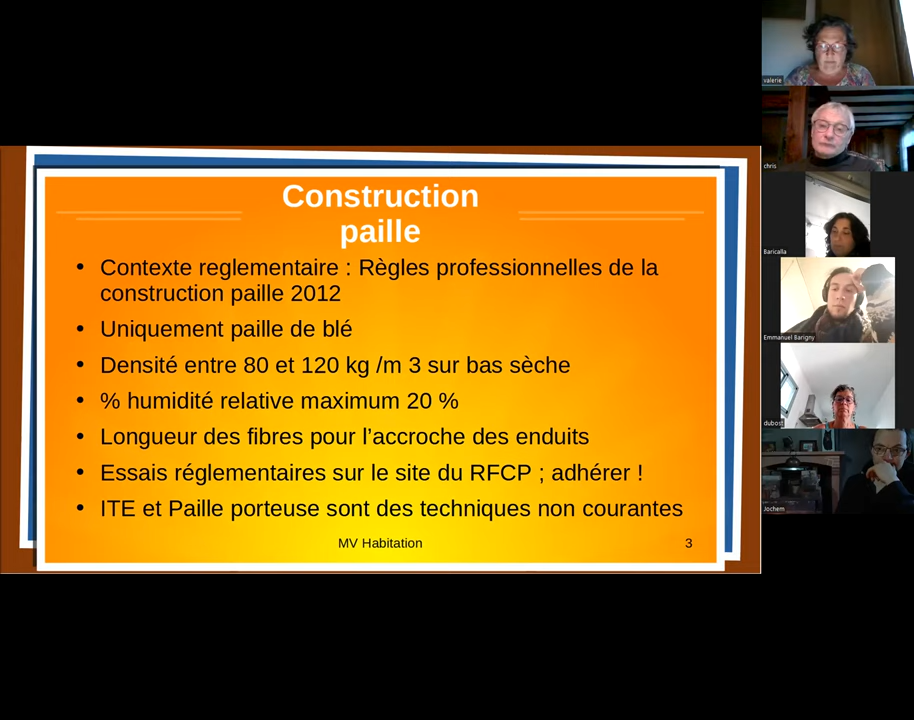 Construction
paille
• Contexte reglementaire : Règles professionnelles de la
construction paille 2012
• Uniquement paille de blé
• Densité entre 80 et 120 kg /m 3 sur bas sèche
• % humidité relative maximum 20 %
• Longueur des fibres pour l’accroche des enduits
• Essais réglementaires sur le site du RFCP ; adhérer !
• ITE et Paille porteuse sont des techniques non courantes
MV Habitation
3
valerie
chris
Baricalla
Emmanuel Barigny
dubost
Jochem